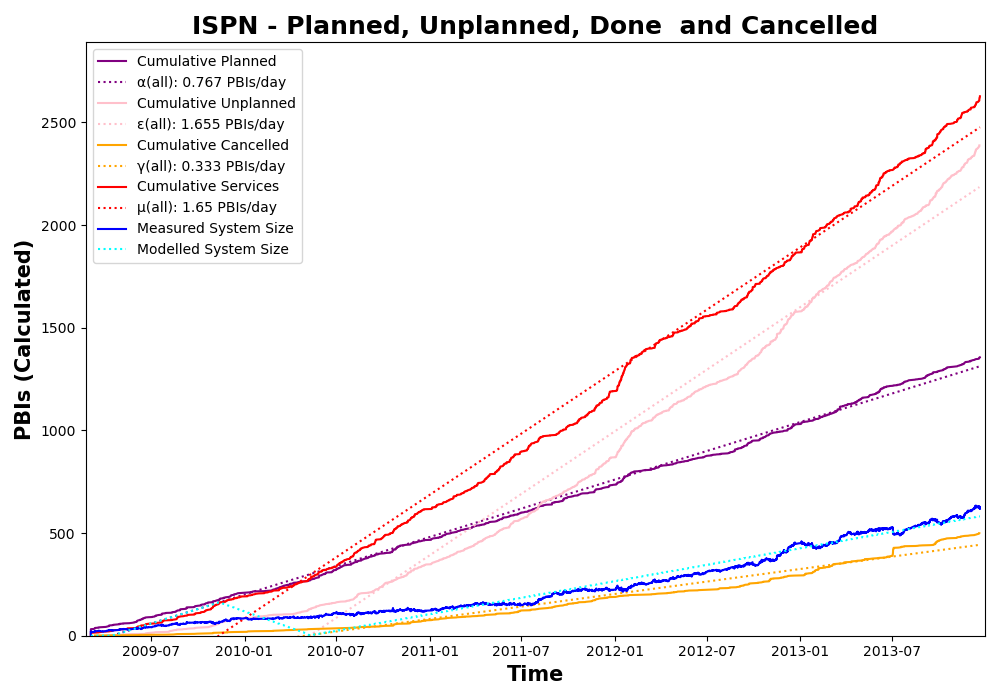 ISPN - Planned, Unplanned, Done  and Cancelled
Cumulative Planned
α(all): 0.767 PBIs/day
Cumulative Unplanned
ε(all): 1.655 PBIs/day
Cumulative Cancelled
γ(all): 0.333 PBIs/day
Cumulative Services
μ(all): 1.65 PBIs/day
Measured System Size
Modelled System Size
PBIs (Calculated)
2500
2000
1500
1000
500
0
2009-07 2010-01 2010-07 2011-01 2011-07 2012-01 2012-07 2013-01 2013-07
Time